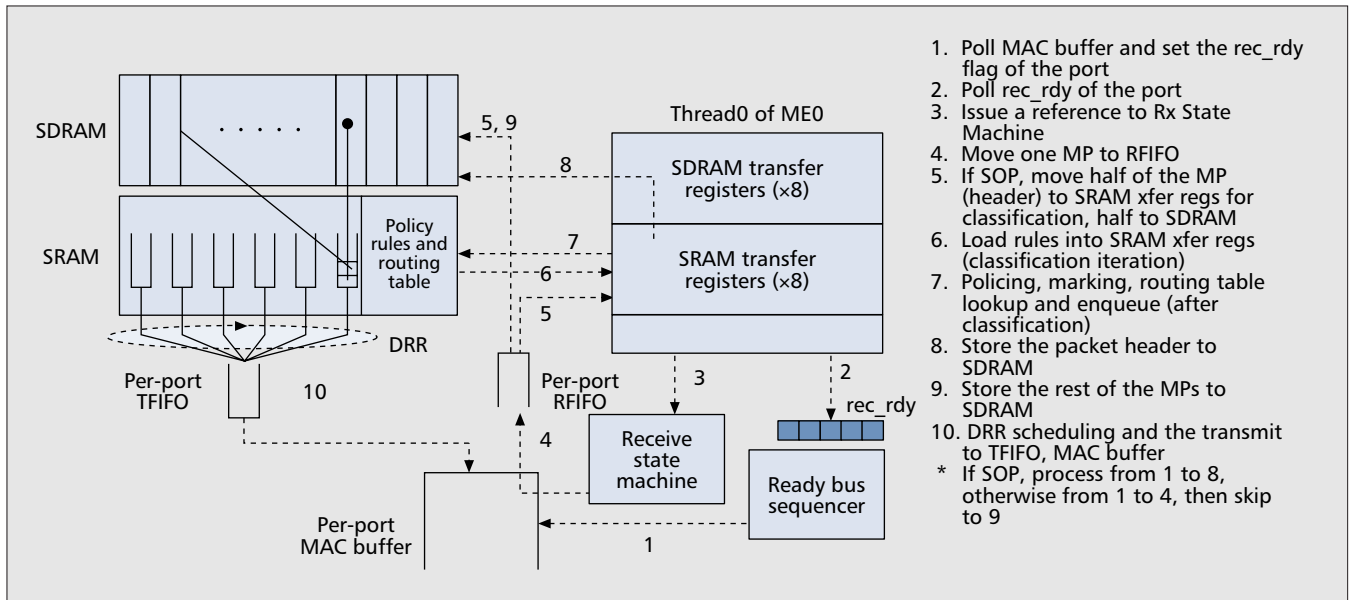 SDRAM
. . . . .
5, 9
8
Thread0 of ME0
SDRAM transfer
registers (×8)
SRAM
Policy
rules and
routing
table
7
6
5
SRAM transfer
registers (×8)
DRR
Per-port
TFIFO
10
Per-port
RFIFO
3
2
rec_rdy
4
Receive
state
machine
Ready bus
sequencer
Per-port
MAC buffer
1
1. Poll MAC buffer and set the rec_rdy
flag of the port
2. Poll rec_rdy of the port
3. Issue a reference to Rx State
Machine
4. Move one MP to RFIFO
5. If SOP, move half of the MP
(header) to SRAM xfer regs for
classification, half to SDRAM
6. Load rules into SRAM xfer regs
(classification iteration)
7. Policing, marking, routing table
lookup and enqueue (after
classification)
8. Store the packet header to
SDRAM
9. Store the rest of the MPs to
SDRAM
10. DRR scheduling and the transmit
to TFIFO, MAC buffer
* If SOP, process from 1 to 8,
otherwise from 1 to 4, then skip
to 9